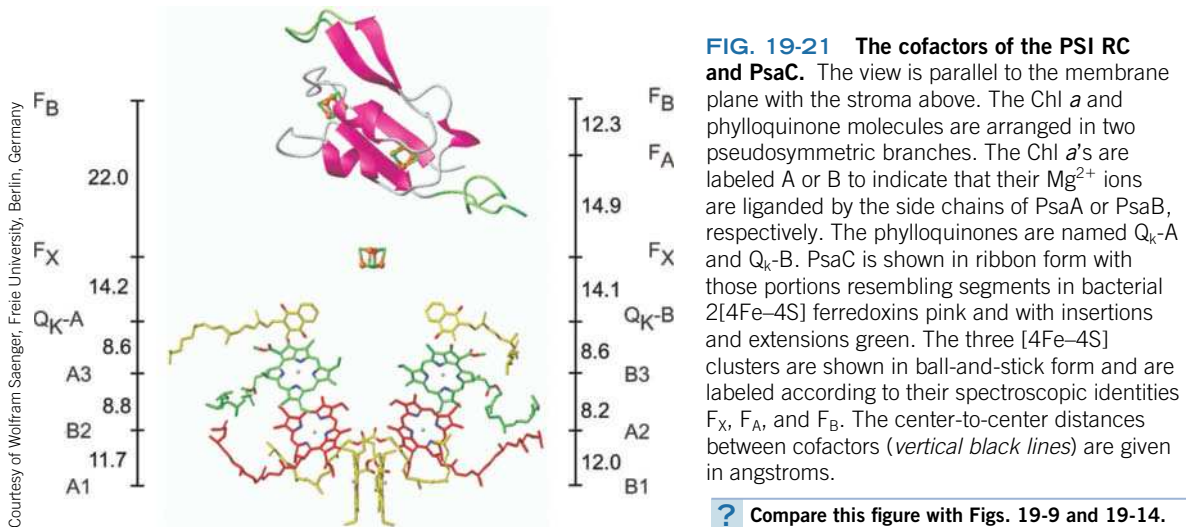 Courtesy of Wolfram Saenger, Freie University, Berlin, Germany
F_B
22.0
F_X
14.2
Q_K-A
8.6
A3
8.8
B2
11.7
A1
F_B
12.3
F_A
14.9
F_X
14.1
Q_K-B
8.6
B3
8.2
A2
12.0
B1
FIG. 19-21 The cofactors of the PSI RC
and PsaC. The view is parallel to the membrane
plane with the stroma above. The Chl a and
phylloquinone molecules are arranged in two
pseudosymmetric branches. The Chl a's are
labeled A or B to indicate that their Mg²⁺ ions
are liganded by the side chains of PsaA or PsaB,
respectively. The phylloquinones are named Q_k-A
and Q_k-B. PsaC is shown in ribbon form with
those portions resembling segments in bacterial
2[4Fe–4S] ferredoxins pink and with insertions
and extensions green. The three [4Fe–4S]
clusters are shown in ball-and-stick form and are
labeled according to their spectroscopic identities
F_X, F_A, and F_B. The center-to-center distances
between cofactors (vertical black lines) are given
in angstroms.
? Compare this figure with Figs. 19-9 and 19-14.